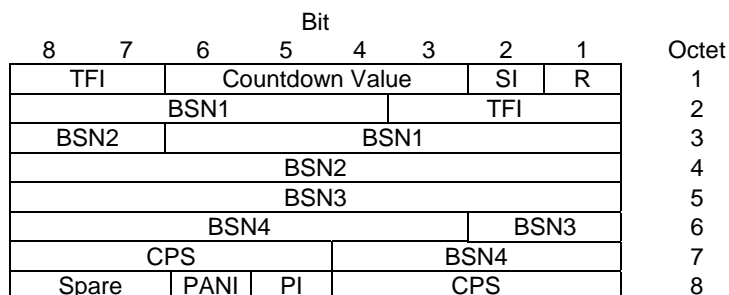 Bit
8 7 6 5 4 3 2 1 Octet
TFI Countdown Value SI R 1
BSN1 TFI 2
BSN2 BSN1 3
BSN2 4
BSN3 5
BSN4 BSN3 6
CPS BSN4 7
Spare PANI PI CPS 8